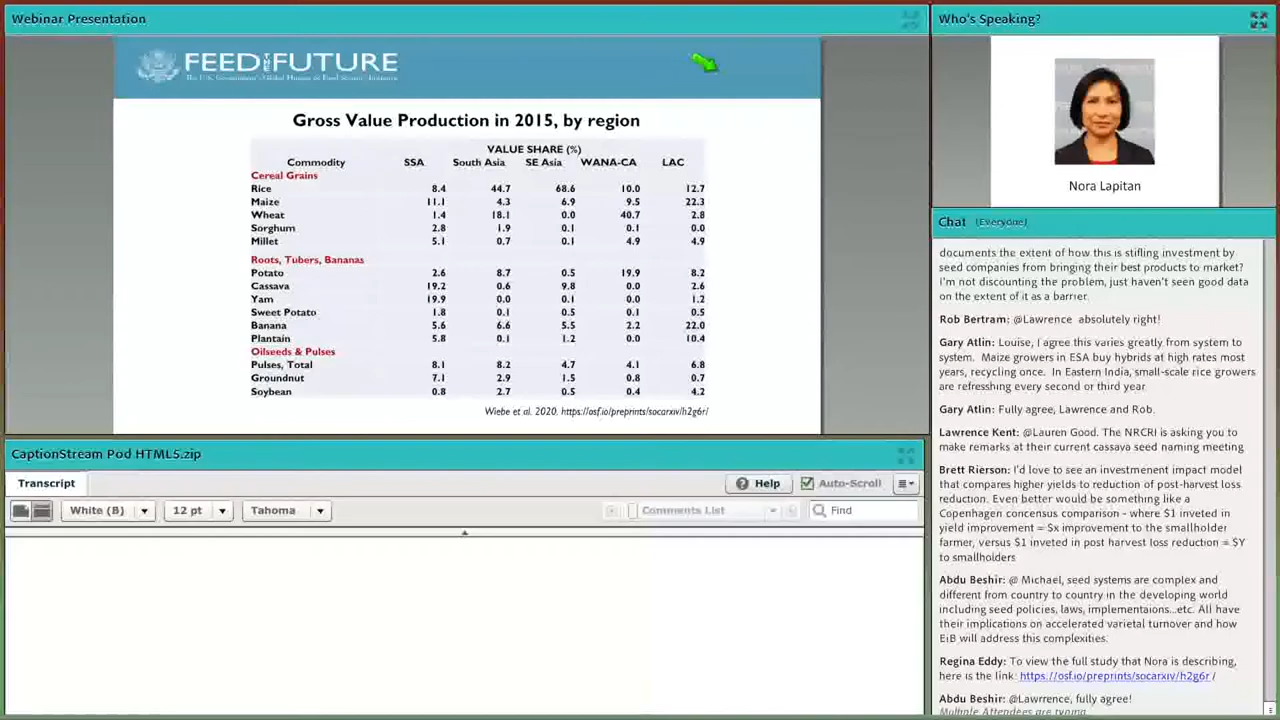 Webinar Presentation
FEED THE FUTURE
The U.S. Government's Global Hunger & Food Security Initiative
Gross Value Production in 2015, by region
VALUE SHARE (%)
Commodity SSA South Asia SE Asia WANA-CA LAC
Cereal Grains
Rice 8.4 44.7 68.6 10.0 12.7
Maize 11.1 4.3 6.9 9.5 22.3
Wheat 1.4 18.1 0.0 40.7 2.8
Sorghum 2.8 1.9 0.1 0.1 0.0
Millet 5.1 0.7 0.1 4.9 4.9
Roots, Tubers, Bananas
Potato 2.6 8.7 0.5 19.9 8.2
Cassava 19.2 0.6 9.8 0.0 2.6
Yam 19.9 0.0 0.1 0.0 1.2
Sweet Potato 1.8 0.1 0.5 0.1 0.5
Banana 5.6 6.6 5.5 2.2 22.0
Plantain 5.8 0.1 1.2 0.0 10.4
Oilseeds & Pulses
Pulses, Total 8.1 8.2 4.7 4.1 6.8
Groundnut 7.1 2.9 1.5 0.8 0.7
Soybean 0.8 2.7 0.5 0.4 4.2
Wiebe et al. 2020. https://osf.io/preprints/socarxiv/h2g6r/
CaptionStream Pod HTML5.zip
Transcript
Help Auto-Scroll
White (B) 12 pt Tahoma Comments List Find
Who's Speaking?
Nora Lapitan
Chat (Everyone)
documents the extent of how this is stifling investment by
seed companies from bringing their best products to market?
I'm not discounting the problem, just haven't seen good data
on the extent of it as a barrier.
Rob Bertram: @Lawrence absolutely right!
Gary Atlin: Louise, I agree this varies greatly from system to
system. Maize growers in ESA buy hybrids at high rates most
years, recycling once. In Eastern India, small-scale rice growers
are refresshing every second or third year
Gary Atlin: Fully agree, Lawrence and Rob.
Lawrence Kent: @Lauren Good. The NRCRI is asking you to
make remarks at their current cassava seed naming meeting
Brett Rierson: I'd love to see an investmenent impact model
that compares higher yields to reduction of post-harvest loss
reduction. Even better would be something like a
Copenhagen concensus comparison - where $1 inveted in
yield improvement = $x improvement to the smallholder
farmer, versus $1 inveted in post harvest loss reduction = $Y
to smallholders
Abdu Beshir: @ Michael, seed systems are complex and
different from country to country in the developing world
including seed policies, laws, implementaions...etc. All have
their implications on accelerated varietal turnover and how
EiB will address this complexities.
Regina Eddy: To view the full study that Nora is describing,
here is the link: https://osf.io/preprints/socarxiv/h2g6r /
Abdu Beshir: @Lawrrence, fully agree!
Multiple Attendees are typing